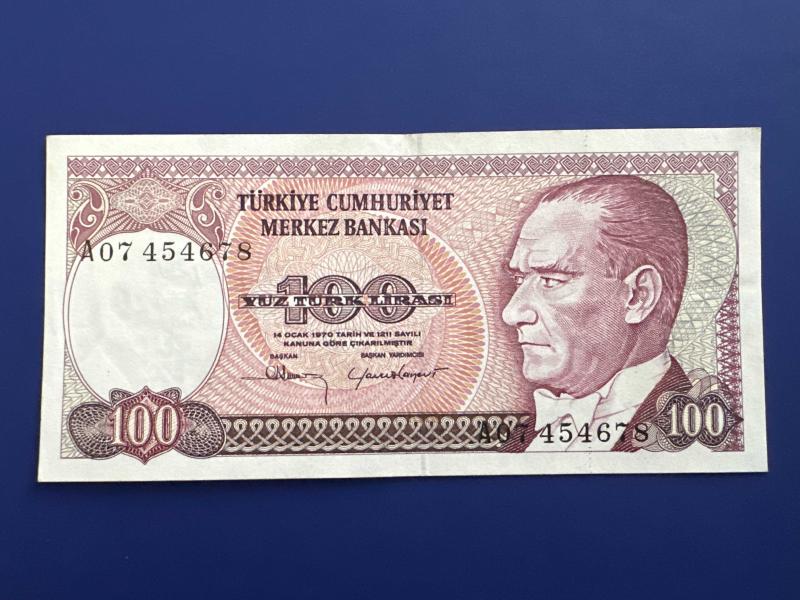 TÜRKİYE CUMHURİYET
MERKEZ BANKASI
A07 454678
100
YÜZ TÜRK LİRASI
14 OCAK 1970 TARİH VE 1211 SAYILI
KANUNA GÖRE ÇIKARILMIŞTIR
BAŞKAN BAŞKAN YARDIMCISI
100
A07 454678
100